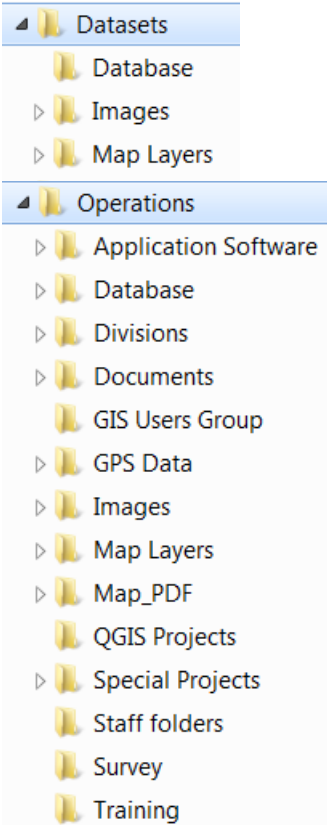 Datasets
Database
Images
Map Layers
Operations
Application Software
Database
Divisions
Documents
GIS Users Group
GPS Data
Images
Map Layers
Map_PDF
QGIS Projects
Special Projects
Staff folders
Survey
Training